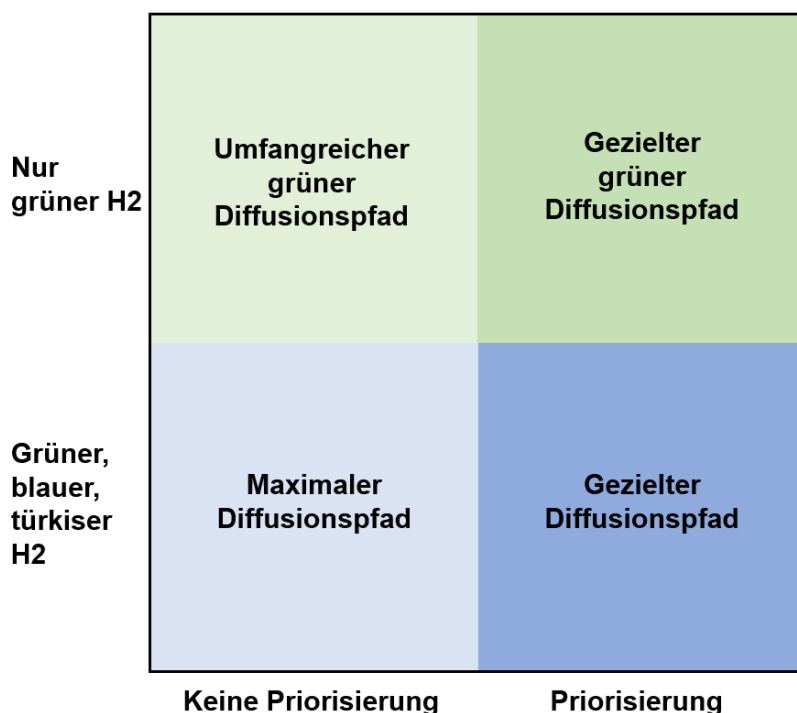 Nur
grüner H2
Umfangreicher
grüner
Diffusionspfad
Gezielter
grüner
Diffusionspfad
Grüner,
blauer,
türkiser
H2
Maximaler
Diffusionspfad
Gezielter
Diffusionspfad
Keine Priorisierung
Priorisierung